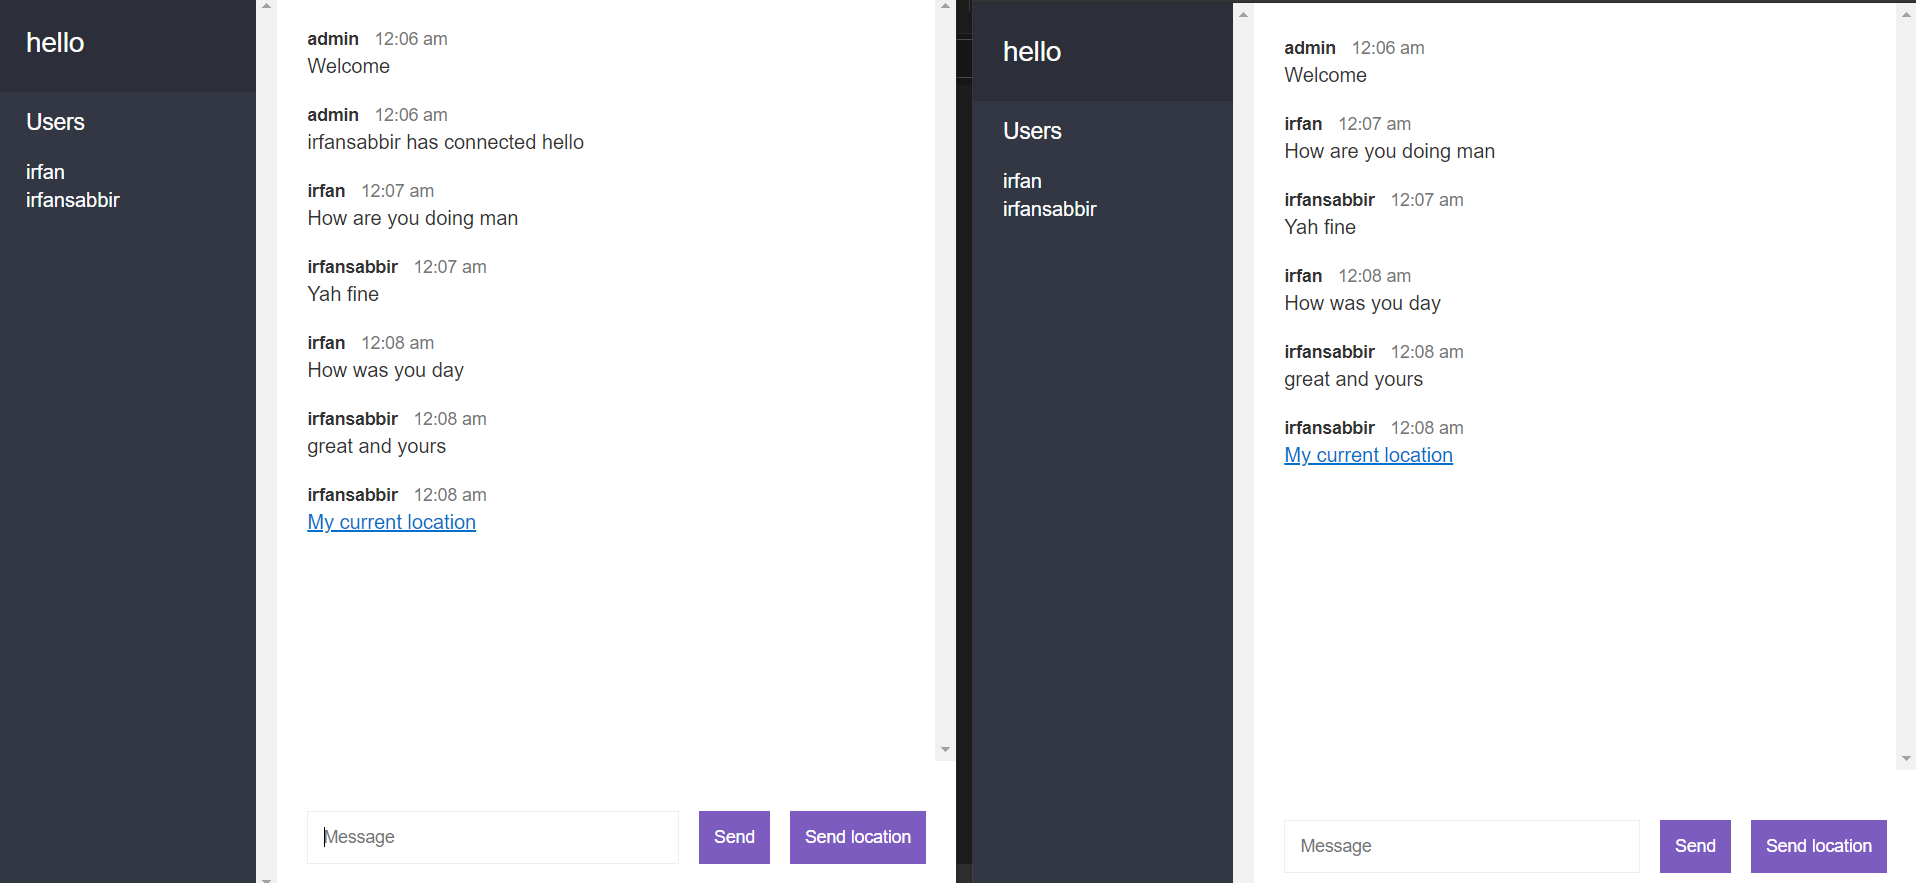 hello
Users
irfan
irfansabbir
admin 12:06 am
Welcome
admin 12:06 am
irfansabbir has connected hello
irfan 12:07 am
How are you doing man
irfansabbir 12:07 am
Yah fine
irfan 12:08 am
How was you day
irfansabbir 12:08 am
great and yours
irfansabbir 12:08 am
My current location
Message Send Send location
hello
Users
irfan
irfansabbir
admin 12:06 am
Welcome
irfan 12:07 am
How are you doing man
irfansabbir 12:07 am
Yah fine
irfan 12:08 am
How was you day
irfansabbir 12:08 am
great and yours
irfansabbir 12:08 am
My current location
Message Send Send location